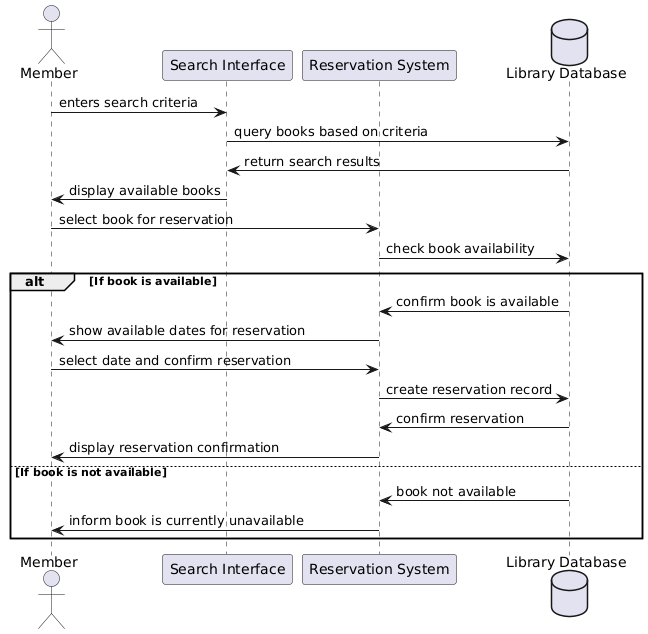 Member
Search Interface
Reservation System
Library Database
enters search criteria
query books based on criteria
return search results
display available books
select book for reservation
check book availability
alt [If book is available]
confirm book is available
show available dates for reservation
select date and confirm reservation
create reservation record
confirm reservation
display reservation confirmation
[If book is not available]
book not available
inform book is currently unavailable
Member
Search Interface
Reservation System
Library Database